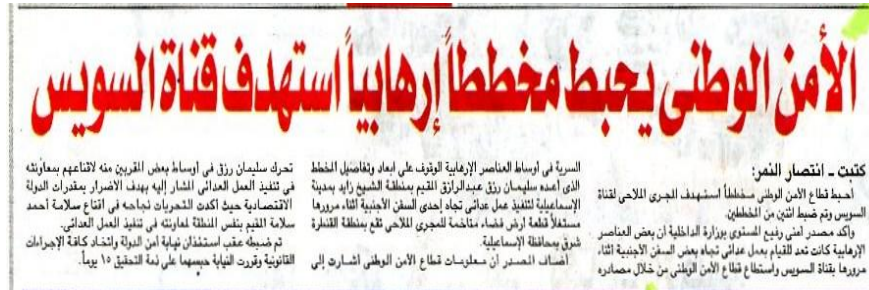 الأمن الوطنى يحبط مخططاً إرهابياً استهدف قناة السويس
كتبت ـ انتصار النمر:
أحبط قطاع الأمن الوطنى مخططاً استهدف المجرى الملاحى لقناة
السويس وتم ضبط اثنين من المخططين.
وأكد مصدر أمنى رفيع المستوى بوزارة الداخلية أن بعض العناصر
الإرهابية كانت تعد للقيام بعمل عدائى تجاه بعض السفن الأجنبية أثناء
مرورها بقناة السويس واستطاع قطاع الأمن الوطنى من خلال مصادره
السرية فى أوساط العناصر الإرهابية الوقوف على أبعاد وتفاصيل المخطط
الذى أعده سليمان رزق عبدالرازق المقيم بمنطقة الشيخ زايد بمدينة
الإسماعيلية لتنفيذ عمل عدائى تجاه إحدى السفن الأجنبية أثناء مرورها
مستغلاً قطعة أرض فضاء متاخمة للمجرى الملاحى تقع بمنطقة القنطرة
شرق بمحافظة الإسماعيلية.
أضاف المصدر أن معلومات قطاع الأمن الوطنى أشارت إلى
تحرك سليمان رزق فى أوساط بعض المقربين منه لاقناعهم بمعاونته
فى تنفيذ العمل العدائى المشار إليه بهدف الاضرار بمقدرات الدولة
الاقتصادية حيث أكدت التحريات نجاحه فى اقناع سلامة أحمد
سلامة المقيم بنفس المنطقة لمعاونته فى تنفيذ العمل العدائى.
تم ضبطه عقب استئذان نيابة أمن الدولة واتخاذ كافة الإجراءات
القانونية وقررت النيابة حبسهما على ذمة التحقيق ١٥ يوماً.